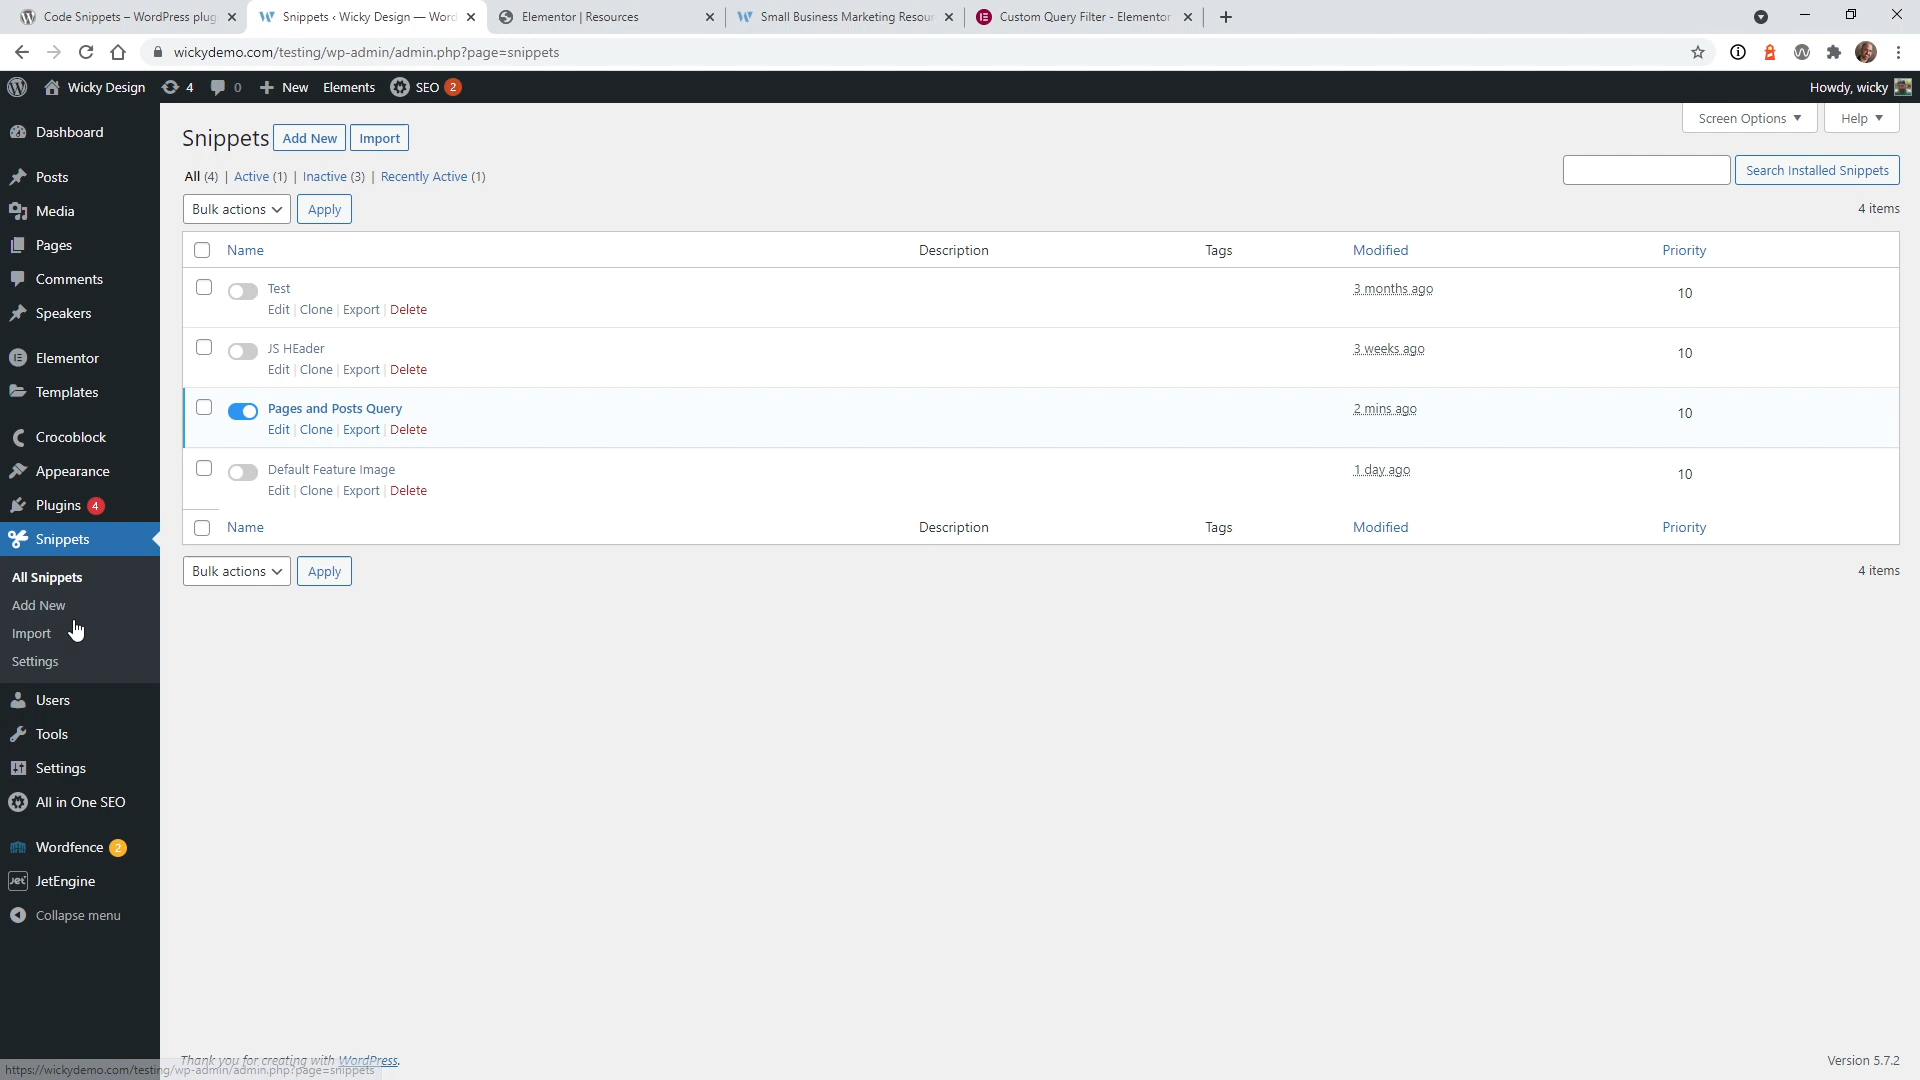 Code Snippets – WordPress plug
Snippets ‹ Wicky Design — Word
Elementor | Resources
Small Business Marketing Resour
Custom Query Filter - Elementor
wickydemo.com/testing/wp-admin/admin.php?page=snippets
Wicky Design 4 0 New Elements SEO 2 Howdy, wicky
Dashboard
Posts
Media
Pages
Comments
Speakers
Elementor
Templates
Crocoblock
Appearance
Plugins 4
Snippets
All Snippets
Add New
Import
Settings
Users
Tools
Settings
All in One SEO
Wordfence 2
JetEngine
Collapse menu
Screen Options Help
Snippets Add New Import
All (4) | Active (1) | Inactive (3) | Recently Active (1)
Search Installed Snippets
Bulk actions Apply 4 items
Name Description Tags Modified Priority
Test 3 months ago 10
Edit | Clone | Export | Delete
JS HEader 3 weeks ago 10
Edit | Clone | Export | Delete
Pages and Posts Query 2 mins ago 10
Edit | Clone | Export | Delete
Default Feature Image 1 day ago 10
Edit | Clone | Export | Delete
Name Description Tags Modified Priority
Bulk actions Apply 4 items
Thank you for creating with WordPress. Version 5.7.2
https://wickydemo.com/testing/wp-admin/admin.php?page=snippets